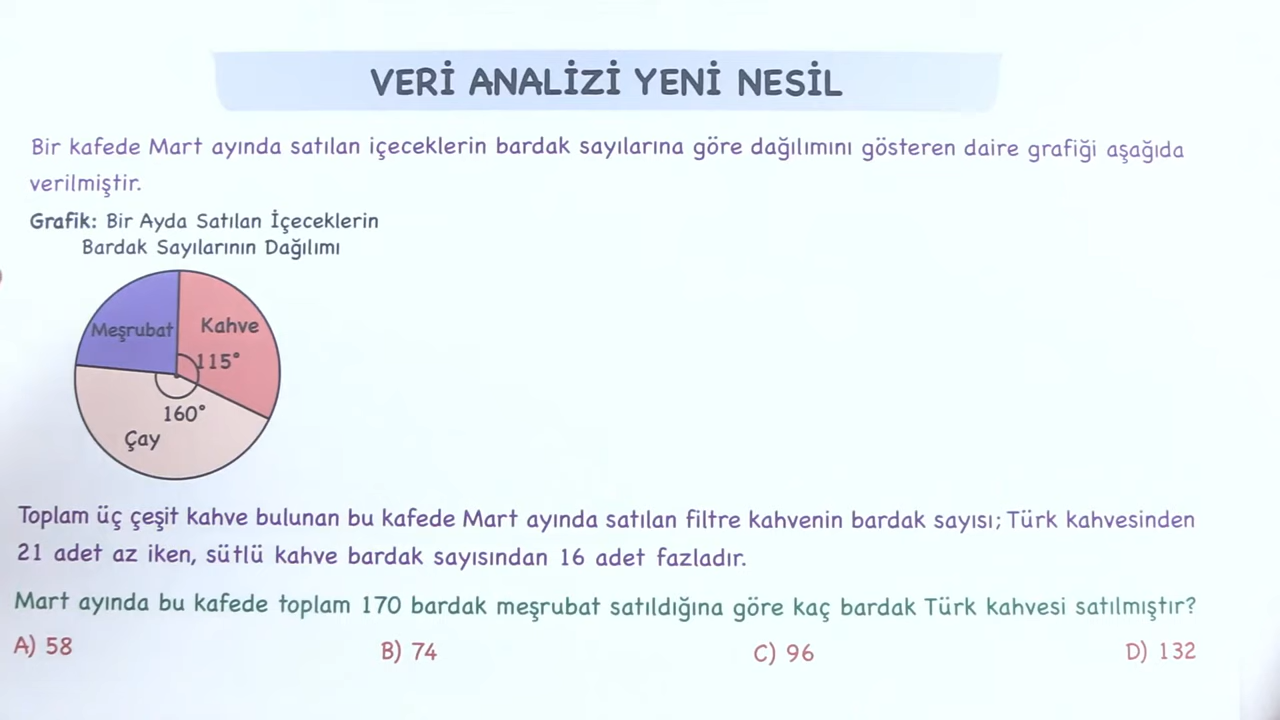 VERİ ANALİZİ YENİ NESİL
Bir kafede Mart ayında satılan içeceklerin bardak sayılarına göre dağılımını gösteren daire grafiği aşağıda
verilmiştir.
Grafik: Bir Ayda Satılan İçeceklerin
Bardak Sayılarının Dağılımı
Meşrubat
Kahve
115°
160°
Çay
Toplam üç çeşit kahve bulunan bu kafede Mart ayında satılan filtre kahvenin bardak sayısı; Türk kahvesinden
21 adet az iken, sütlü kahve bardak sayısından 16 adet fazladır.
Mart ayında bu kafede toplam 170 bardak meşrubat satıldığına göre kaç bardak Türk kahvesi satılmıştır?
A) 58 B) 74 C) 96 D) 132